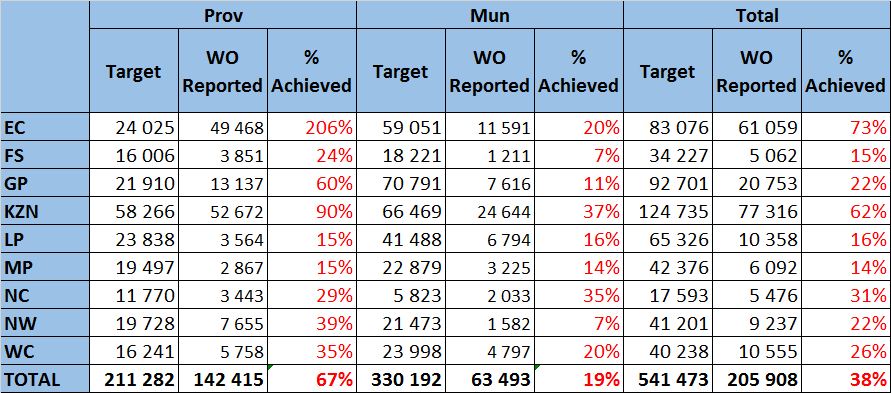 Prov Mun Total
Target WO Reported % Achieved Target WO Reported % Achieved Target WO Reported % Achieved
EC 24 025 49 468 206% 59 051 11 591 20% 83 076 61 059 73%
FS 16 006 3 851 24% 18 221 1 211 7% 34 227 5 062 15%
GP 21 910 13 137 60% 70 791 7 616 11% 92 701 20 753 22%
KZN 58 266 52 672 90% 66 469 24 644 37% 124 735 77 316 62%
LP 23 838 3 564 15% 41 488 6 794 16% 65 326 10 358 16%
MP 19 497 2 867 15% 22 879 3 225 14% 42 376 6 092 14%
NC 11 770 3 443 29% 5 823 2 033 35% 17 593 5 476 31%
NW 19 728 7 655 39% 21 473 1 582 7% 41 201 9 237 22%
WC 16 241 5 758 35% 23 998 4 797 20% 40 238 10 555 26%
TOTAL 211 282 142 415 67% 330 192 63 493 19% 541 473 205 908 38%